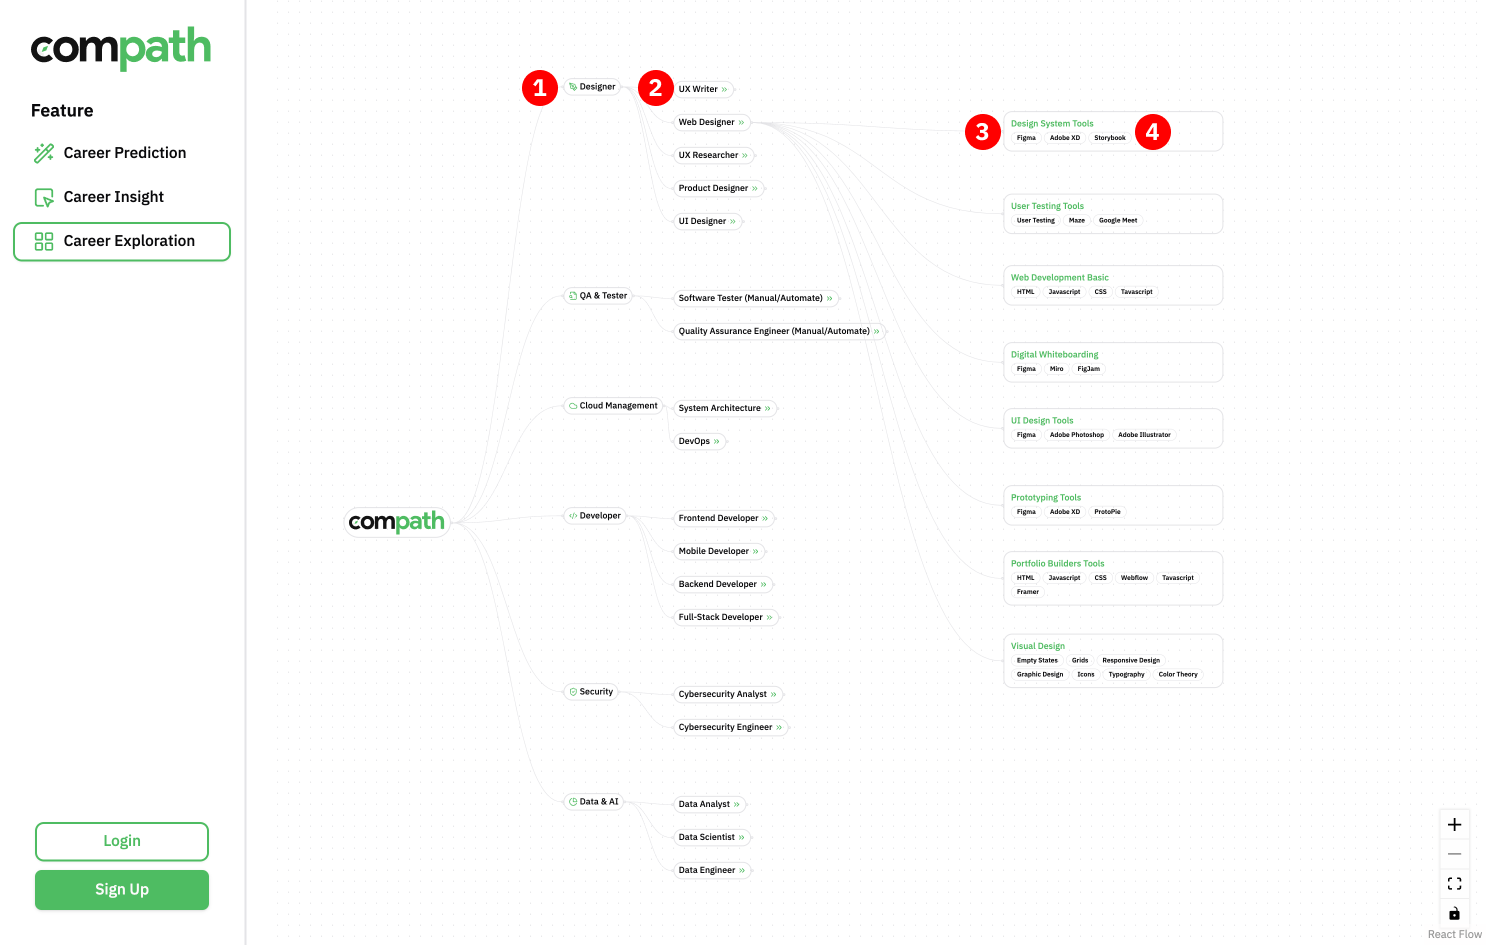 compath
Feature
Career Prediction
Career Insight
Career Exploration
Login
Sign Up
compath
1
Designer
2
UX Writer »
Web Designer »
UX Researcher »
Product Designer »
UI Designer »
QA & Tester
Software Tester (Manual/Automate) »
Quality Assurance Engineer (Manual/Automate) »
Cloud Management
System Architecture »
DevOps »
</> Developer
Frontend Developer »
Mobile Developer »
Backend Developer »
Full-Stack Developer »
Security
Cybersecurity Analyst »
Cybersecurity Engineer »
Data & AI
Data Analyst »
Data Scientist »
Data Engineer »
3
Design System Tools
Figma Adobe XD Storybook
4
User Testing Tools
User Testing Maze Google Meet
Web Development Basic
HTML Javascript CSS Tavascript
Digital Whiteboarding
Figma Miro FigJam
UI Design Tools
Figma Adobe Photoshop Adobe Illustrator
Prototyping Tools
Figma Adobe XD ProtoPie
Portfolio Builders Tools
HTML Javascript CSS Webflow Tavascript
Framer
Visual Design
Empty States Grids Responsive Design
Graphic Design Icons Typography Color Theory
React Flow